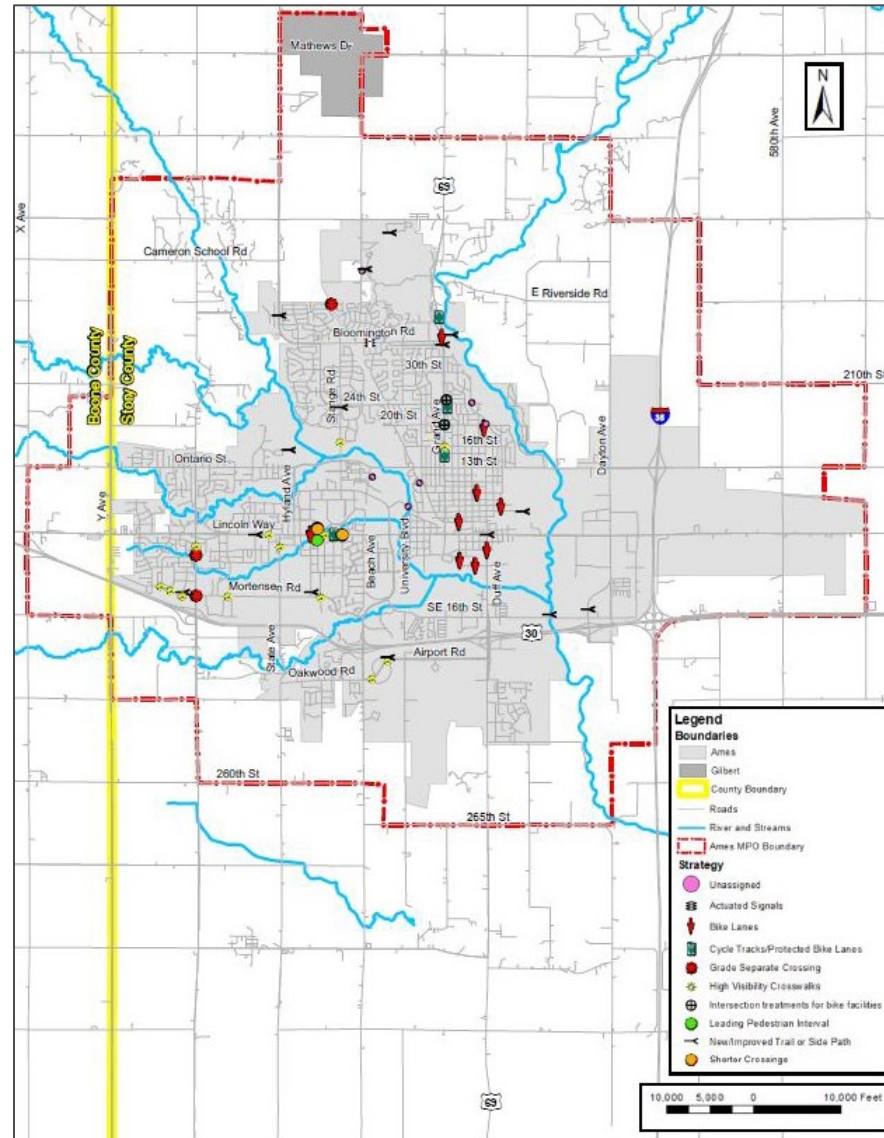 Mathews Dr
N
580th Ave
69
X Ave
Cameron School Rd
E Riverside Rd
Bloomington Rd
Boone County
Story County
30th St
210th St
Stange Rd
24th St
Grand Ave
20th St
35
16th St
13th St
Dayton Ave
Ontario St
Hyland Ave
Y Ave
Lincoln Way
Beach Ave
University Blvd
Duff Ave
Mortensen Rd
SE 16th St
30
State Ave
Airport Rd
Oakwood Rd
260th St
265th St
Legend
Boundaries
Ames
Gilbert
County Boundary
Roads
River and Streams
Ames MPO Boundary
Strategy
Unassigned
Actuated Signals
Bike Lanes
Cycle Tracks/Protected Bike Lanes
Grade Separate Crossing
High Visibility Crosswalks
Intersection treatments for bike facilities
Leading Pedestrian Interval
New/Improved Trail or Side Path
Shorter Crossings
10,000 5,000 0 10,000 Feet
69